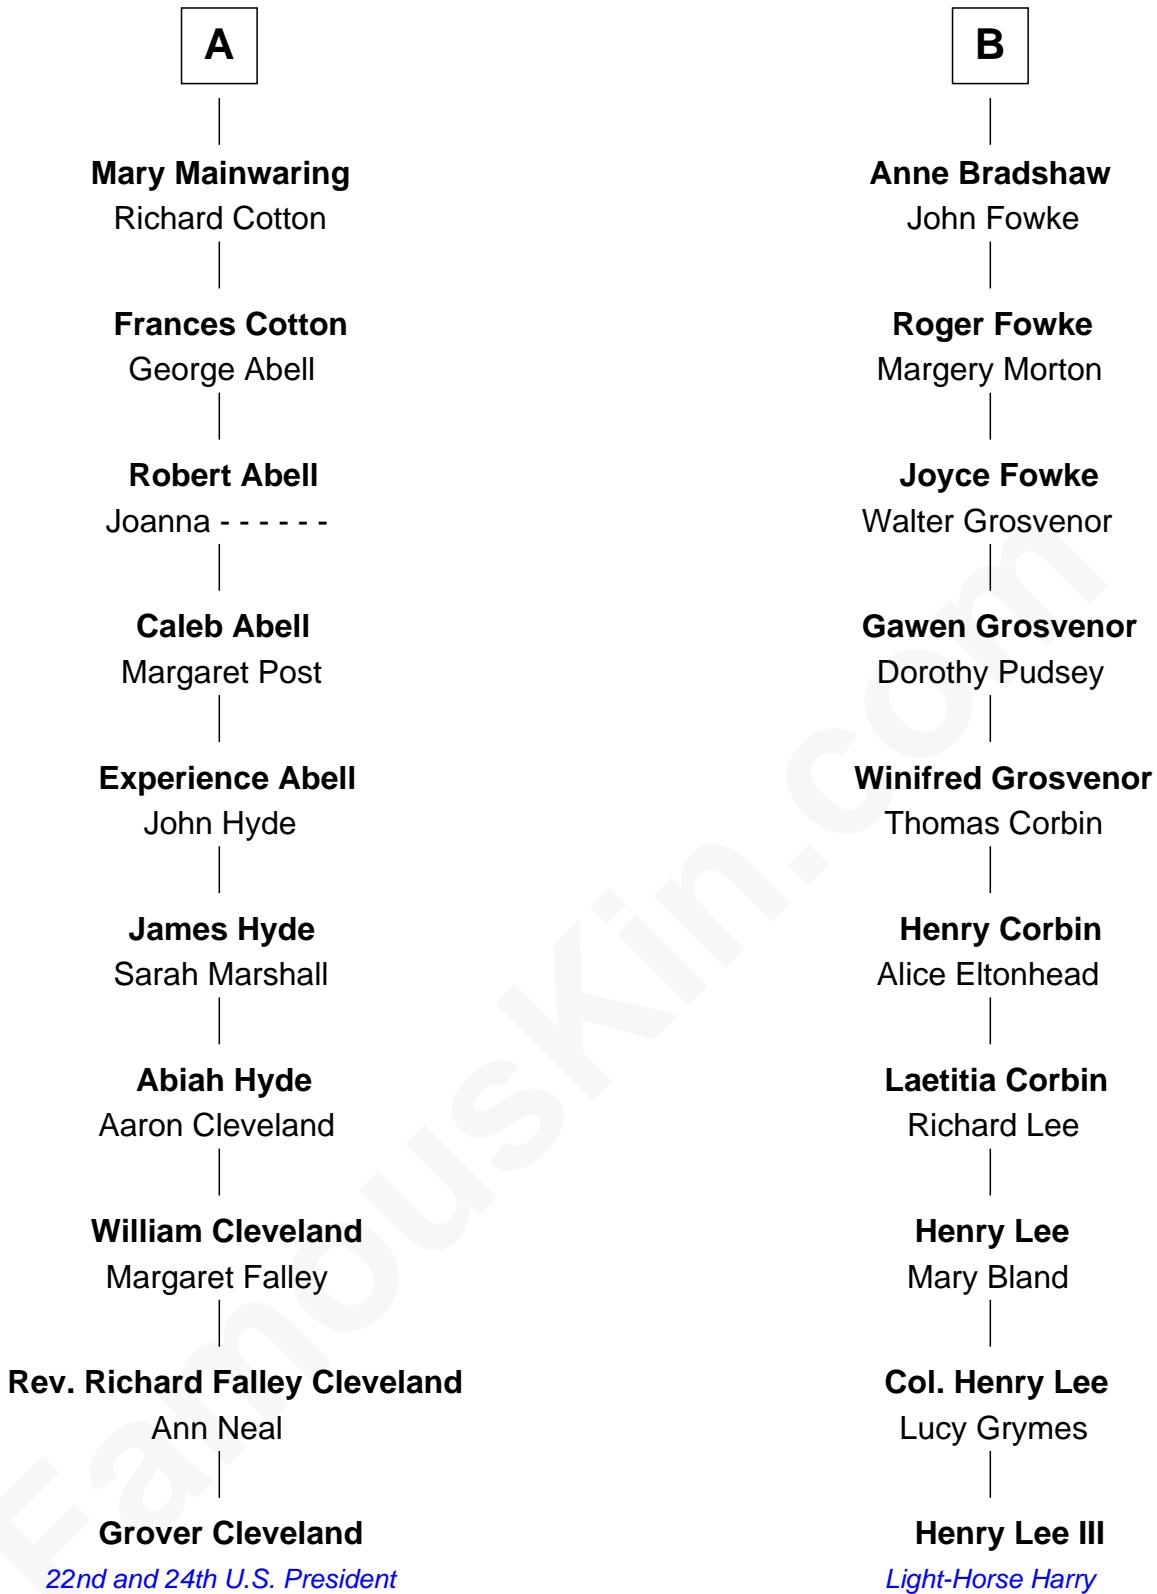 A
Mary Mainwaring
Richard Cotton
Frances Cotton
George Abell
Robert Abell
Joanna - - - - - -
Caleb Abell
Margaret Post
Experience Abell
John Hyde
James Hyde
Sarah Marshall
Abiah Hyde
Aaron Cleveland
William Cleveland
Margaret Falley
Rev. Richard Falley Cleveland
Ann Neal
Grover Cleveland
22nd and 24th U.S. President
B
Anne Bradshaw
John Fowke
Roger Fowke
Margery Morton
Joyce Fowke
Walter Grosvenor
Gawen Grosvenor
Dorothy Pudsey
Winifred Grosvenor
Thomas Corbin
Henry Corbin
Alice Eltonhead
Laetitia Corbin
Richard Lee
Henry Lee
Mary Bland
Col. Henry Lee
Lucy Grymes
Henry Lee III
Light-Horse Harry
FamousKin.com